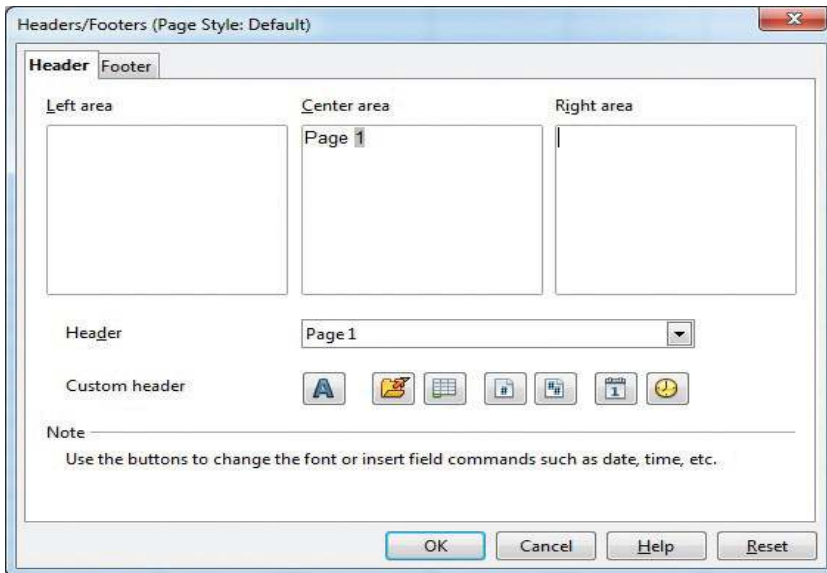 Headers/Footers (Page Style: Default)
Header Footer
Left area Center area Right area
Page 1
Header Page 1
Custom header A # # # 1
Note
Use the buttons to change the font or insert field commands such as date, time, etc.
OK Cancel Help Reset